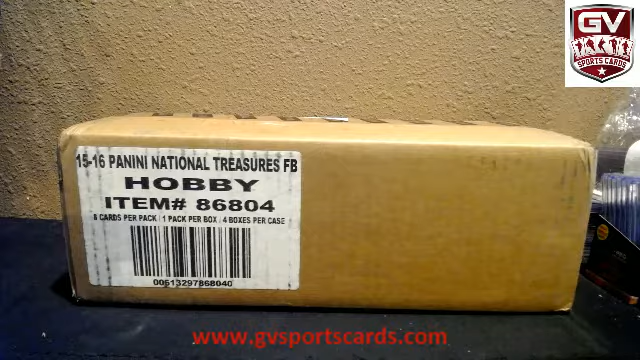 GV
SPORTS CARDS
15-16 PANINI NATIONAL TREASURES FB
HOBBY
ITEM# 86804
8 CARDS PER PACK / 1 PACK PER BOX / 4 BOXES PER CASE
00613297868040
www.gvsportscards.com